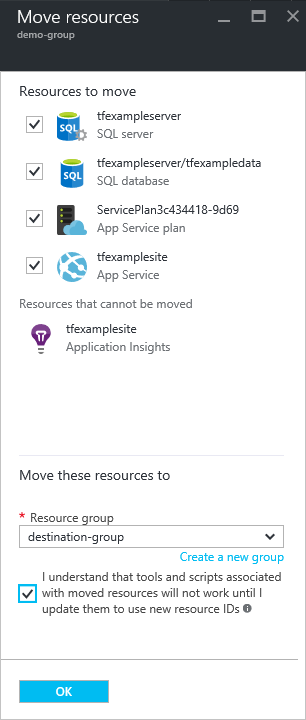 Move resources
demo-group
Resources to move
tfexampleserver
SQL server
tfexampleserver/tfexampledata
SQL database
ServicePlan3c434418-9d69
App Service plan
tfexamplesite
App Service
Resources that cannot be moved
tfexamplesite
Application Insights
Move these resources to
* Resource group
destination-group
Create a new group
I understand that tools and scripts associated
with moved resources will not work until I
update them to use new resource IDs
OK